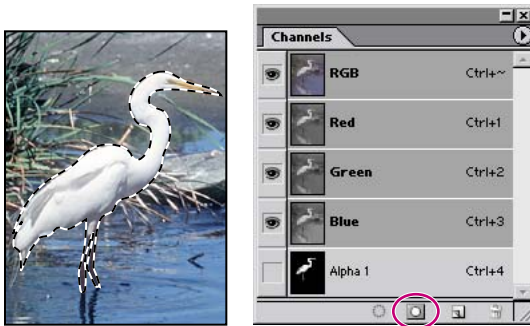 Channels
RGB Ctrl+~
Red Ctrl+1
Green Ctrl+2
Blue Ctrl+3
Alpha 1 Ctrl+4